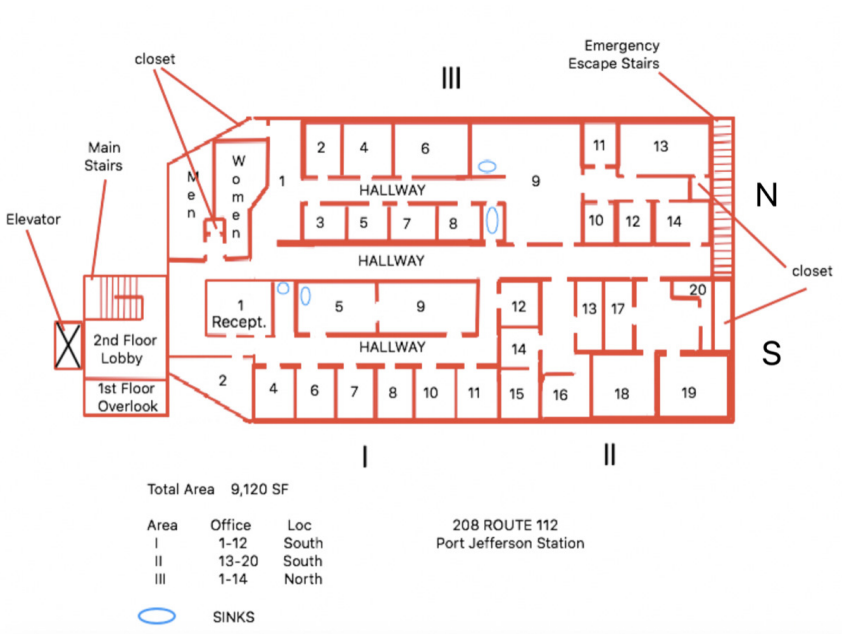 III
Emergency
Escape Stairs
closet
Main
Stairs
Elevator
Men
Women
1
2
4
6
HALLWAY
3
5
7
8
9
11
13
10
12
14
N
HALLWAY
closet
1
Recept.
5
9
12
13
17
20
2nd Floor
Lobby
HALLWAY
14
S
1st Floor
Overlook
2
4
6
7
8
10
11
15
16
18
19
I
II
Total Area 9,120 SF
Area Office Loc
I 1-12 South
II 13-20 South
III 1-14 North
208 ROUTE 112
Port Jefferson Station
SINKS